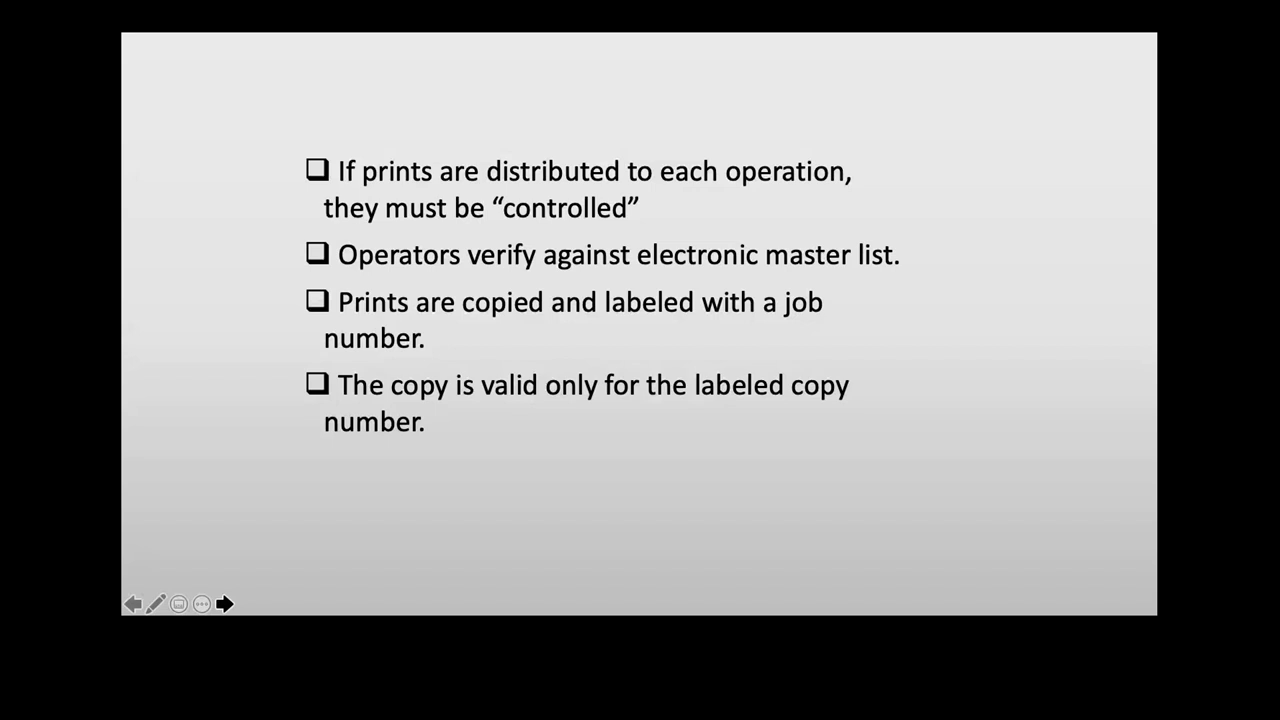 If prints are distributed to each operation,
they must be “controlled”
Operators verify against electronic master list.
Prints are copied and labeled with a job
number.
The copy is valid only for the labeled copy
number.